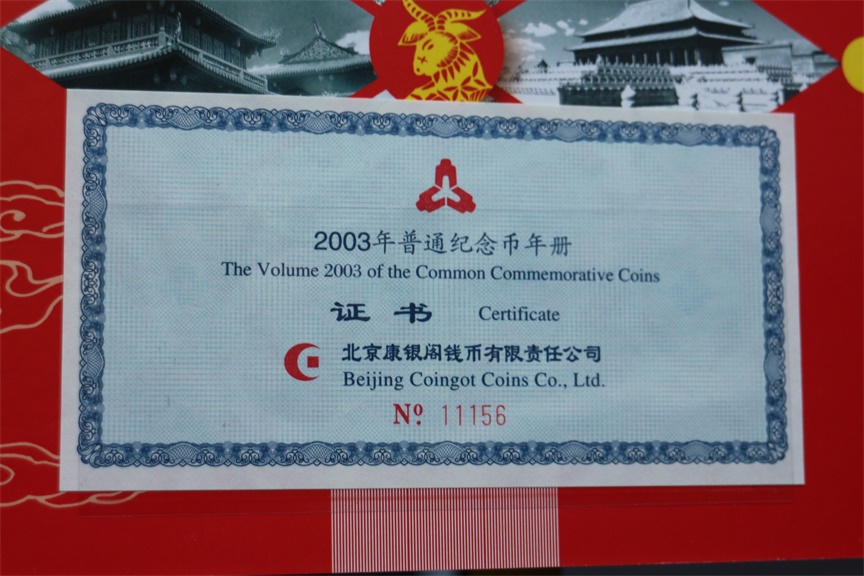 2003年普通纪念币年册
The Volume 2003 of the Common Commemorative Coins
证书 Certificate
北京康银阁钱币有限责任公司
Beijing Coingot Coins Co., Ltd.
Nº. 11156